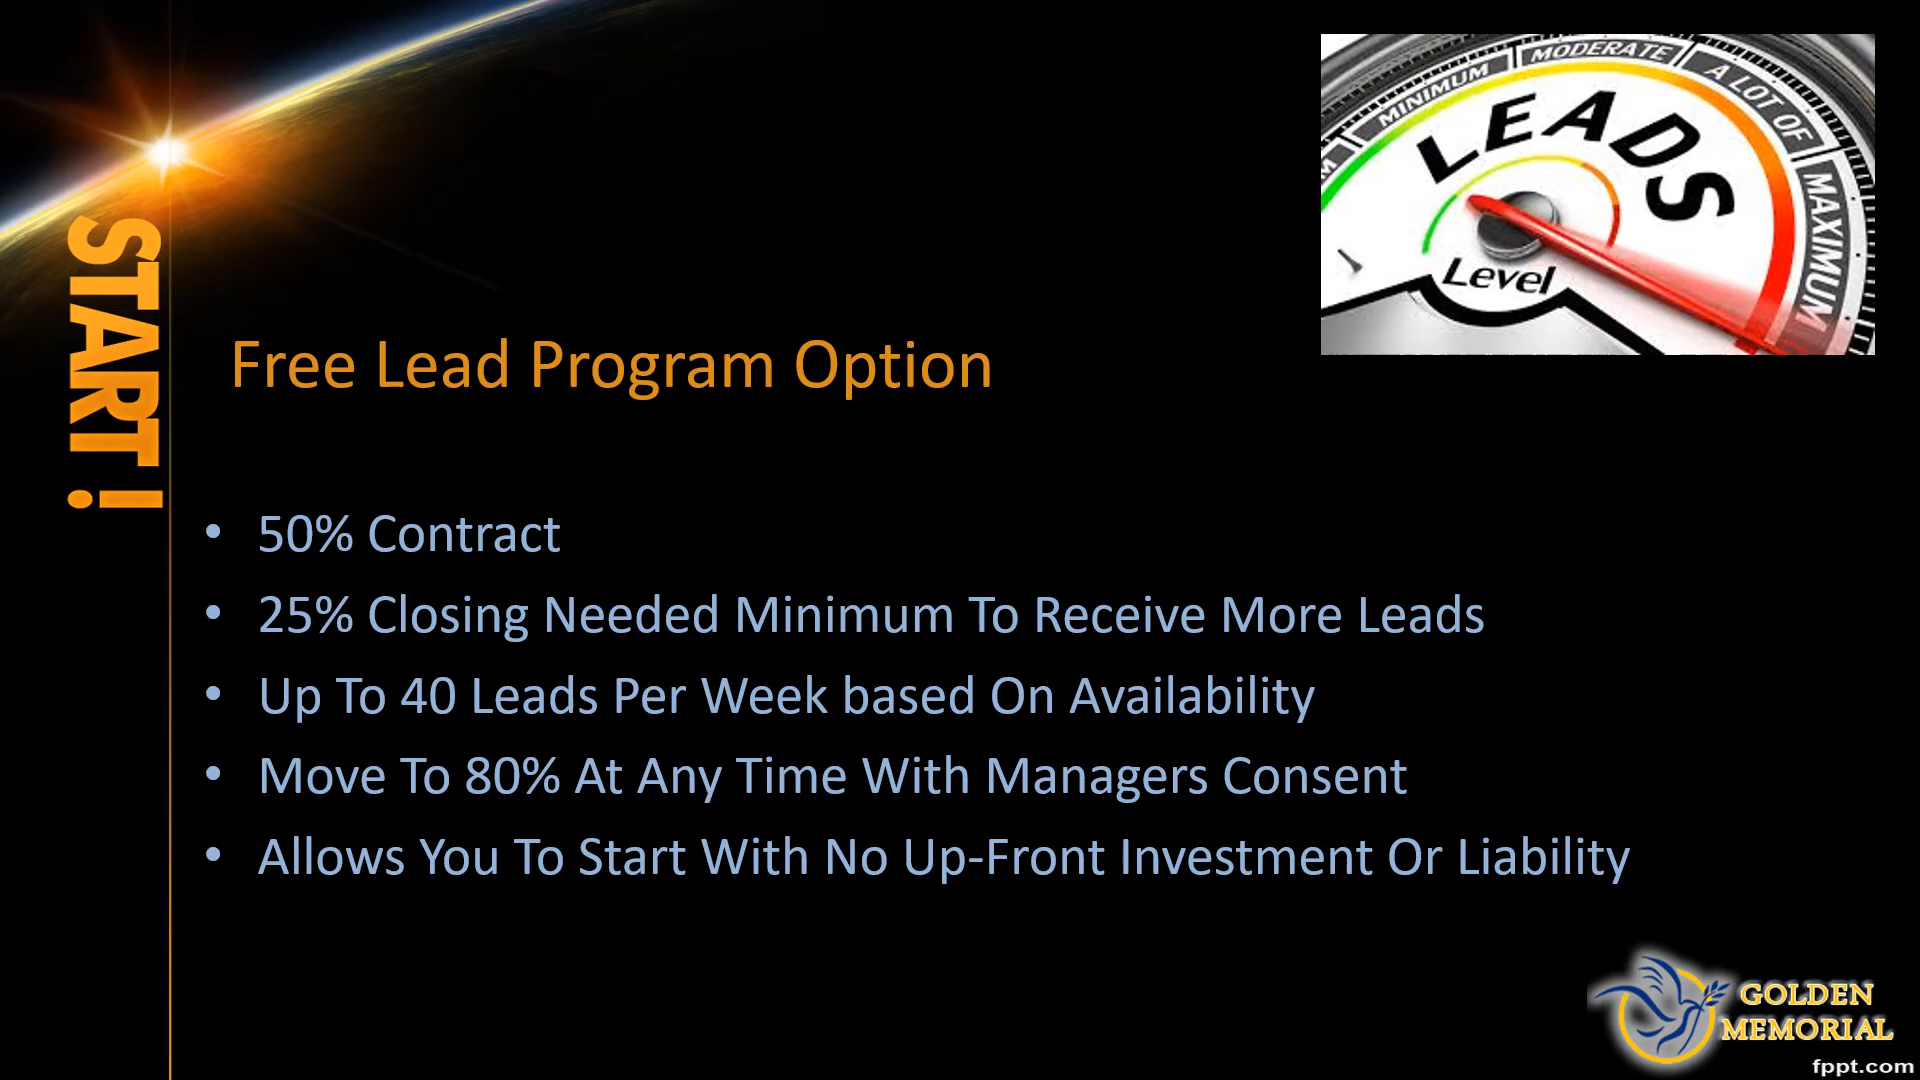 START !
MINIMUM
MODERATE
A LOT OF
MAXIMUM
LEADS
Level
Free Lead Program Option
• 50% Contract
• 25% Closing Needed Minimum To Receive More Leads
• Up To 40 Leads Per Week based On Availability
• Move To 80% At Any Time With Managers Consent
• Allows You To Start With No Up-Front Investment Or Liability
GOLDEN
MEMORIAL
fppt.com